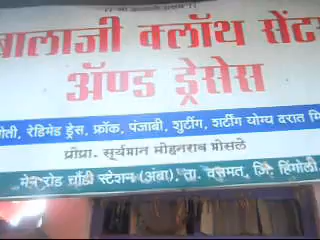 बालाजी क्लॉथ सेंटर
ॲण्ड ड्रेसेस
रेडिमेड ड्रेस, फ्रॉक, पंजाबी, शुटींग, शर्टींग योग्य दरात
प्रोप्रा. सूर्यभान मोहनराव भोसले
मेन रोड चोंडी स्टेशन (अंबा), ता. वसमत, जि. हिंगोली.